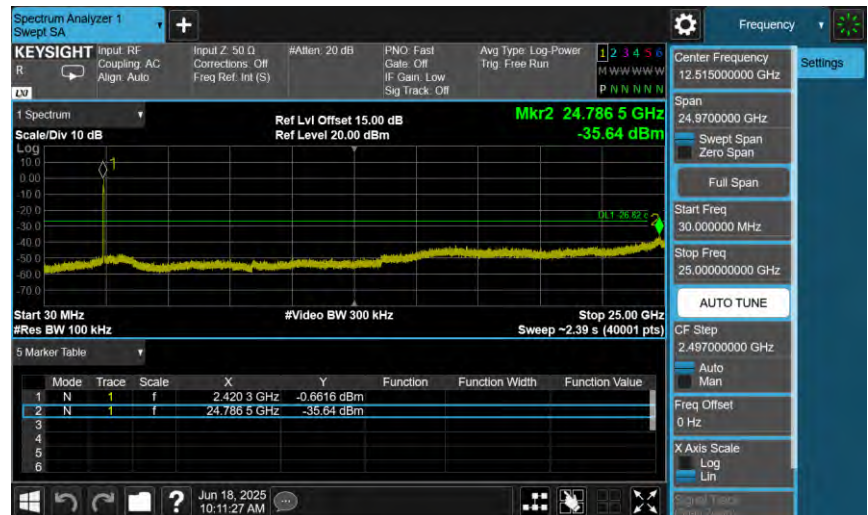 Spectrum Analyzer 1
Swept SA
+
Frequency
KEYSIGHT
R
LXI
Input: RF
Coupling: AC
Align: Auto
Input Z: 50 Ω
Corrections: Off
Freq Ref: Int (S)
#Atten: 20 dB
PNO: Fast
Gate: Off
IF Gain: Low
Sig Track: Off
Avg Type: Log-Power
Trig: Free Run
1 2 3 4 5 6
M W W W W W
P N N N N N
Center Frequency
12.515000000 GHz
Settings
Span
24.9700000 GHz
Swept Span
Zero Span
Full Span
Start Freq
30.000000 MHz
Stop Freq
25.000000000 GHz
AUTO TUNE
CF Step
2.497000000 GHz
Auto
Man
Freq Offset
0 Hz
X Axis Scale
Log
Lin
Signal Track
1 Spectrum
Scale/Div 10 dB
Ref Lvl Offset 15.00 dB
Ref Level 20.00 dBm
Mkr2 24.786 5 GHz
-35.64 dBm
Log
10.0
0.00
-10.0
-20.0
-30.0
-40.0
-50.0
-60.0
-70.0
1
2
Start 30 MHz
#Res BW 100 kHz
#Video BW 300 kHz
Stop 25.00 GHz
Sweep ~2.39 s (40001 pts)
5 Marker Table
Mode Trace Scale X Y Function Function Width Function Value
1 N 1 f 2.420 3 GHz -0.6616 dBm
2 N 1 f 24.786 5 GHz -35.64 dBm
3
4
5
6
?
Jun 18, 2025
10:11:27 AM